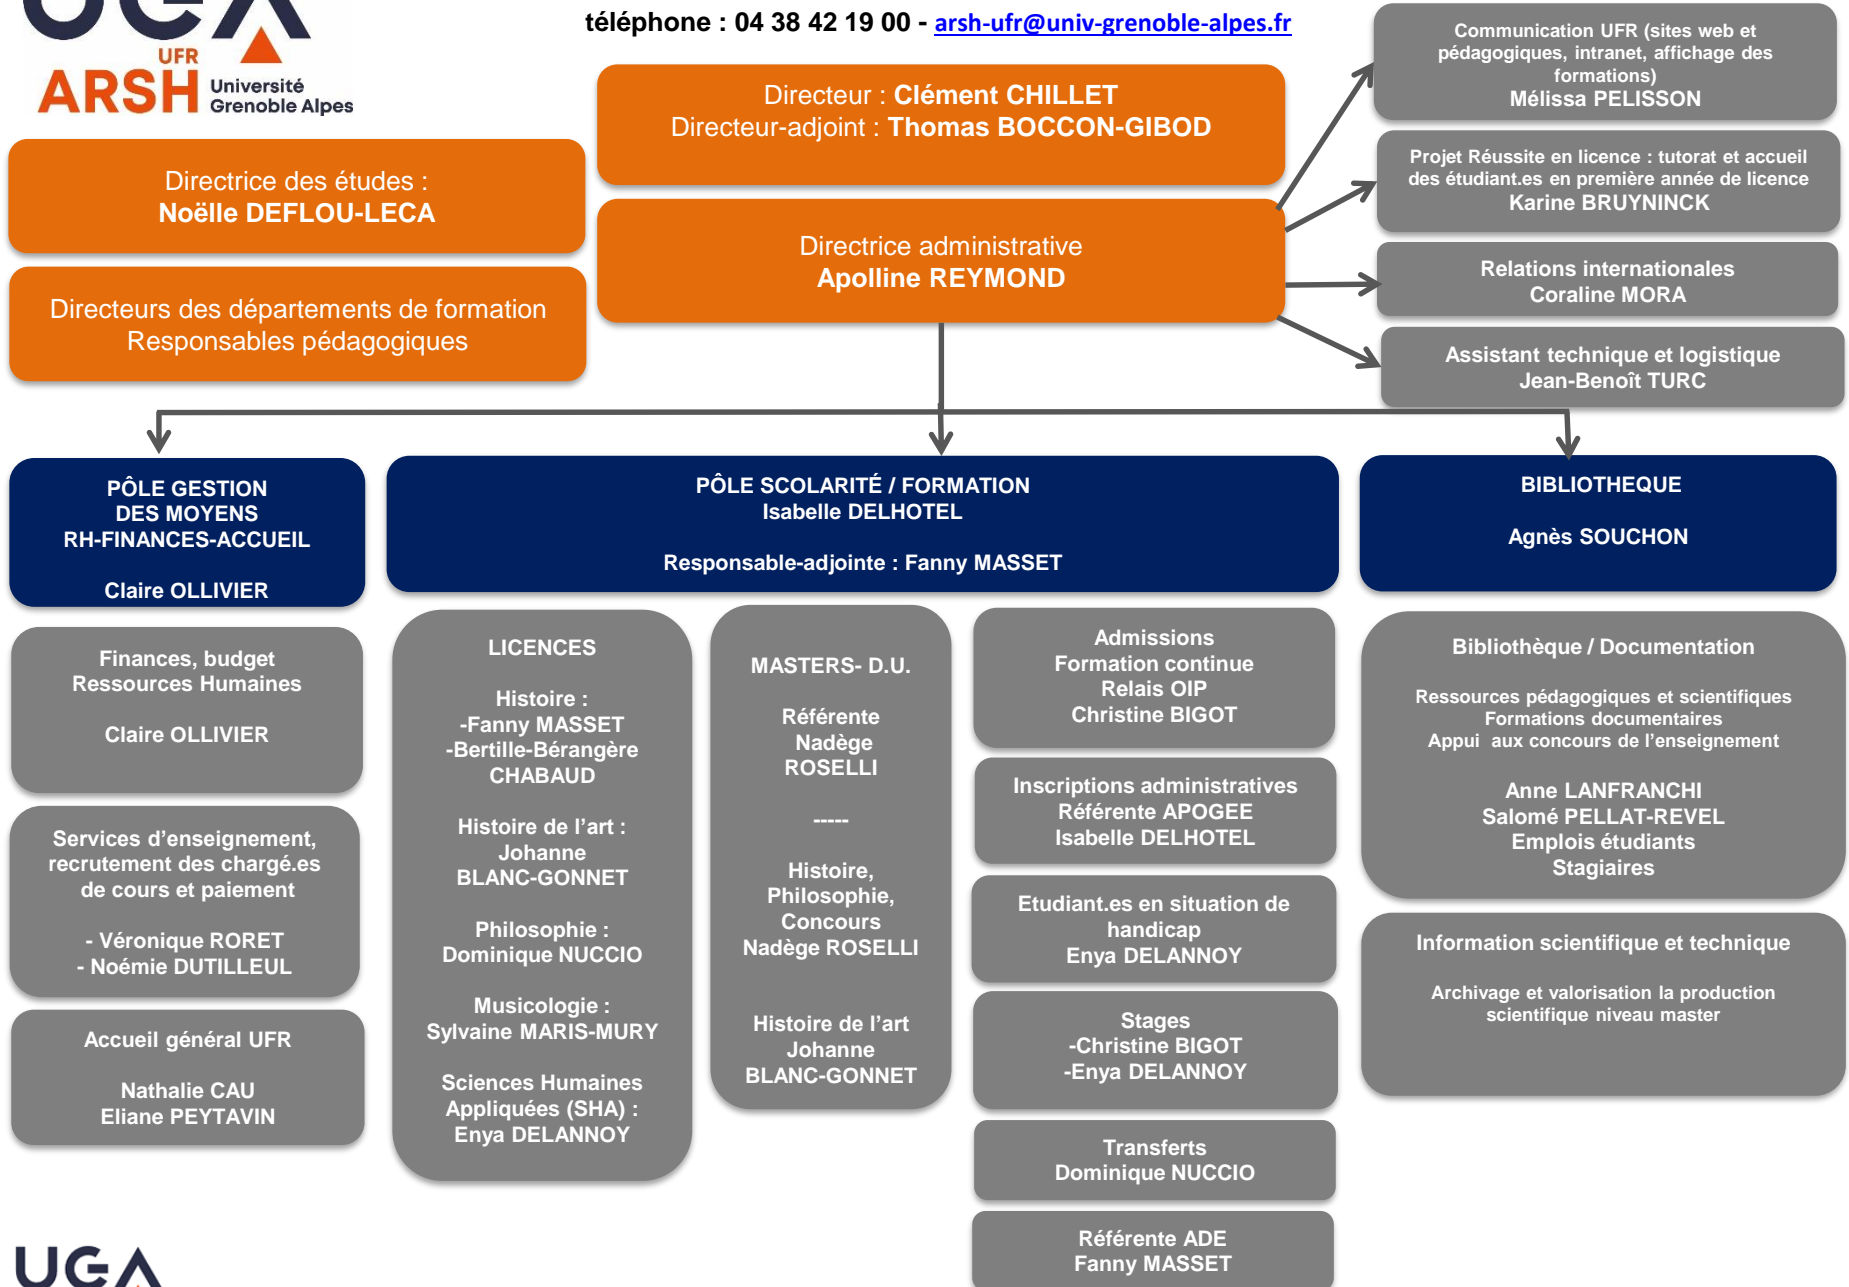 UGA
UFR
ARSH
Université
Grenoble Alpes
téléphone : 04 38 42 19 00 - arsh-ufr@univ-grenoble-alpes.fr
Directeur : Clément CHILLET
Directeur-adjoint : Thomas BOCCON-GIBOD
Directrice des études :
Noëlle DEFLOU-LECA
Directeurs des départements de formation
Responsables pédagogiques
Directrice administrative
Apolline REYMOND
Communication UFR (sites web et
pédagogiques, intranet, affichage des
formations)
Mélissa PELISSON
Projet Réussite en licence : tutorat et accueil
des étudiant.es en première année de licence
Karine BRUYNINCK
Relations internationales
Coraline MORA
Assistant technique et logistique
Jean-Benoît TURC
PÔLE GESTION
DES MOYENS
RH-FINANCES-ACCUEIL
Claire OLLIVIER
Finances, budget
Ressources Humaines
Claire OLLIVIER
Services d’enseignement,
recrutement des chargé.es
de cours et paiement
- Véronique RORET
- Noémie DUTILLEUL
Accueil général UFR
Nathalie CAU
Eliane PEYTAVIN
PÔLE SCOLARITÉ / FORMATION
Isabelle DELHOTEL
Responsable-adjointe : Fanny MASSET
LICENCES
Histoire :
-Fanny MASSET
-Bertille-Bérangère
CHABAUD
Histoire de l’art :
Johanne
BLANC-GONNET
Philosophie :
Dominique NUCCIO
Musicologie :
Sylvaine MARIS-MURY
Sciences Humaines
Appliquées (SHA) :
Enya DELANNOY
MASTERS- D.U.
Référente
Nadège
ROSELLI
-----
Histoire,
Philosophie,
Concours
Nadège ROSELLI
Histoire de l’art
Johanne
BLANC-GONNET
Admissions
Formation continue
Relais OIP
Christine BIGOT
Inscriptions administratives
Référente APOGEE
Isabelle DELHOTEL
Etudiant.es en situation de
handicap
Enya DELANNOY
Stages
-Christine BIGOT
-Enya DELANNOY
Transferts
Dominique NUCCIO
Référente ADE
Fanny MASSET
BIBLIOTHEQUE
Agnès SOUCHON
Bibliothèque / Documentation
Ressources pédagogiques et scientifiques
Formations documentaires
Appui aux concours de l’enseignement
Anne LANFRANCHI
Salomé PELLAT-REVEL
Emplois étudiants
Stagiaires
Information scientifique et technique
Archivage et valorisation la production
scientifique niveau master
UGA